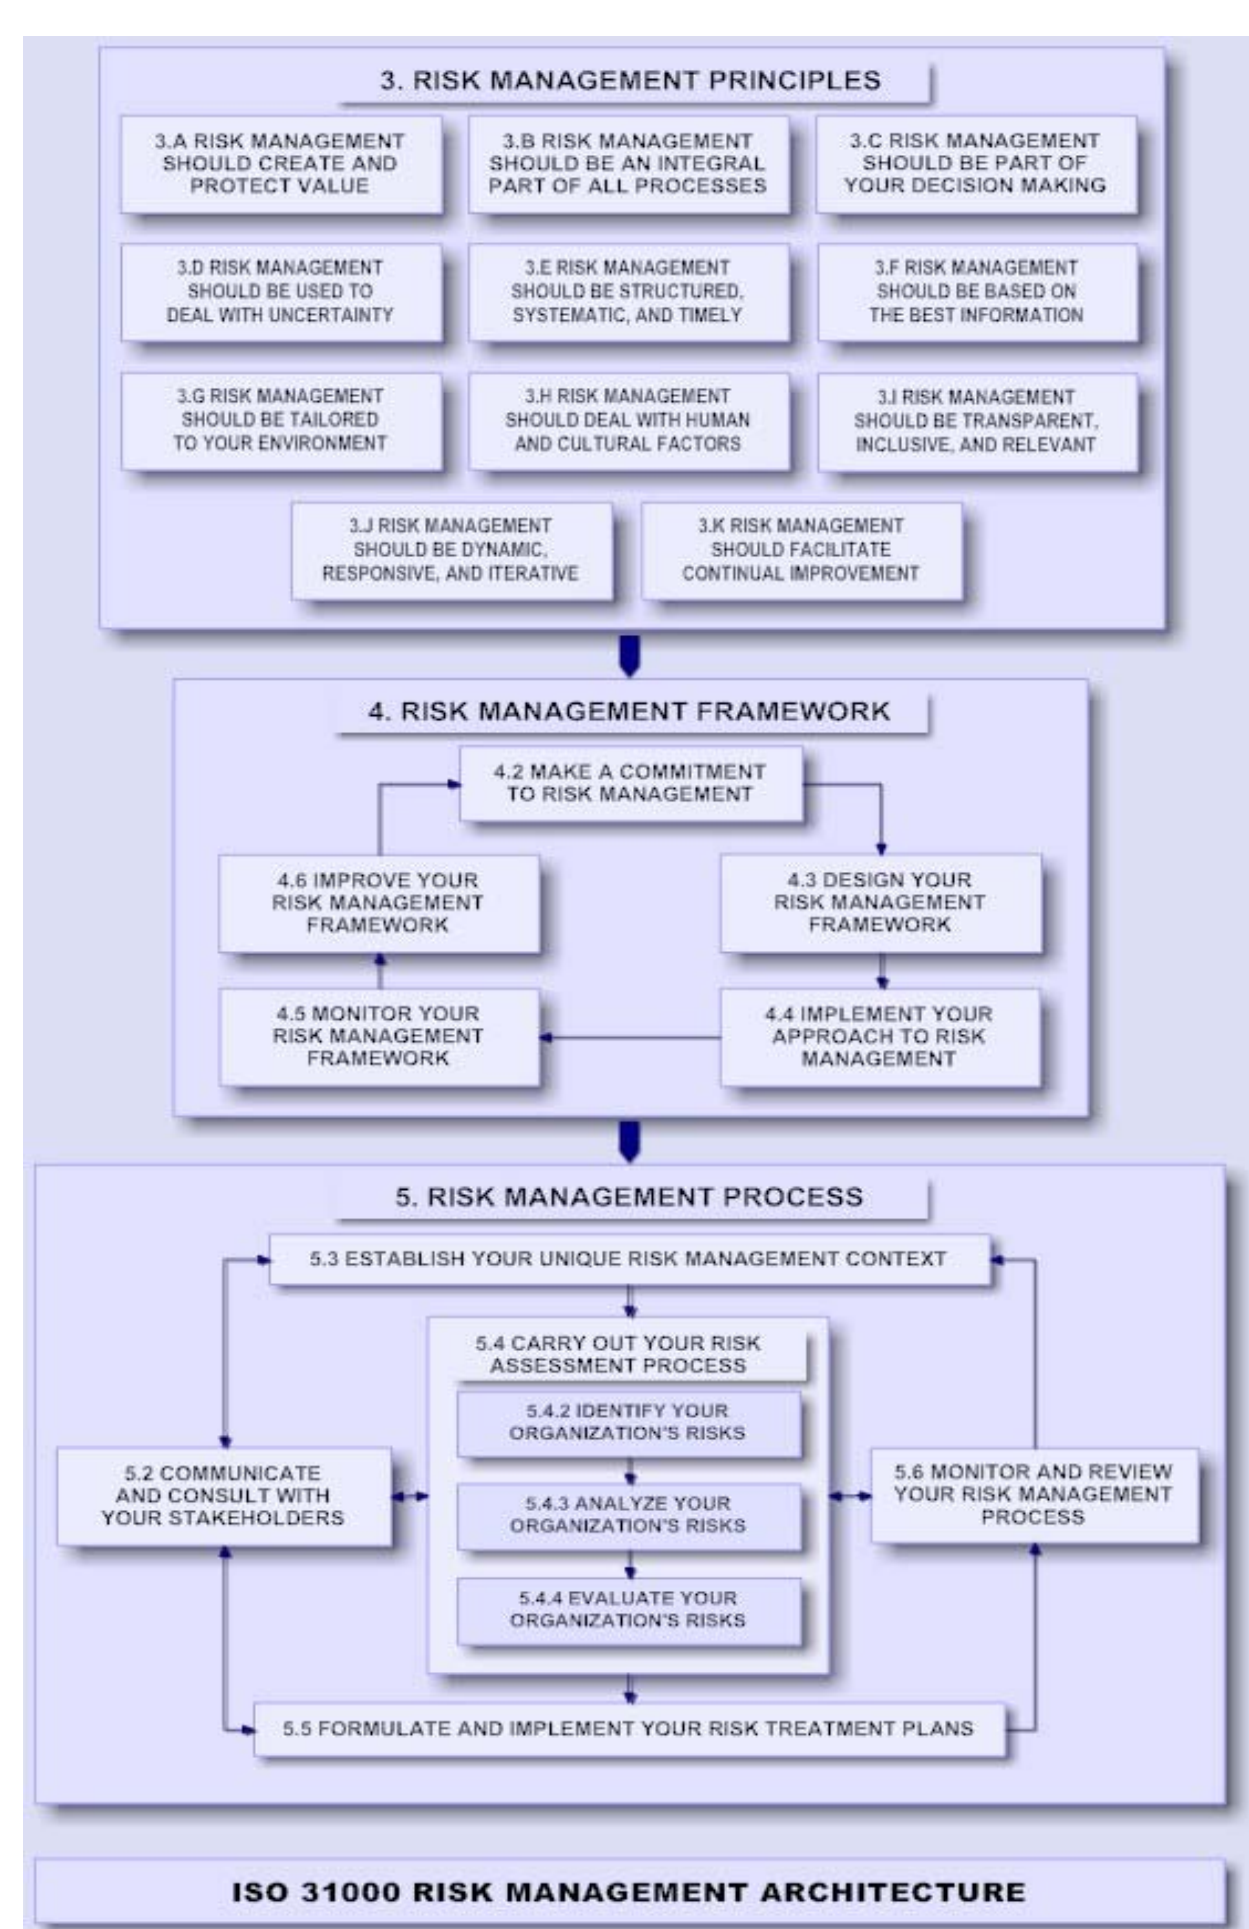 3. RISK MANAGEMENT PRINCIPLES
3.A RISK MANAGEMENT
SHOULD CREATE AND
PROTECT VALUE
3.B RISK MANAGEMENT
SHOULD BE AN INTEGRAL
PART OF ALL PROCESSES
3.C RISK MANAGEMENT
SHOULD BE PART OF
YOUR DECISION MAKING
3.D RISK MANAGEMENT
SHOULD BE USED TO
DEAL WITH UNCERTAINTY
3.E RISK MANAGEMENT
SHOULD BE STRUCTURED,
SYSTEMATIC, AND TIMELY
3.F RISK MANAGEMENT
SHOULD BE BASED ON
THE BEST INFORMATION
3.G RISK MANAGEMENT
SHOULD BE TAILORED
TO YOUR ENVIRONMENT
3.H RISK MANAGEMENT
SHOULD DEAL WITH HUMAN
AND CULTURAL FACTORS
3.I RISK MANAGEMENT
SHOULD BE TRANSPARENT,
INCLUSIVE, AND RELEVANT
3.J RISK MANAGEMENT
SHOULD BE DYNAMIC,
RESPONSIVE, AND ITERATIVE
3.K RISK MANAGEMENT
SHOULD FACILITATE
CONTINUAL IMPROVEMENT
4. RISK MANAGEMENT FRAMEWORK
4.2 MAKE A COMMITMENT
TO RISK MANAGEMENT
4.6 IMPROVE YOUR
RISK MANAGEMENT
FRAMEWORK
4.3 DESIGN YOUR
RISK MANAGEMENT
FRAMEWORK
4.5 MONITOR YOUR
RISK MANAGEMENT
FRAMEWORK
4.4 IMPLEMENT YOUR
APPROACH TO RISK
MANAGEMENT
5. RISK MANAGEMENT PROCESS
5.3 ESTABLISH YOUR UNIQUE RISK MANAGEMENT CONTEXT
5.4 CARRY OUT YOUR RISK
ASSESSMENT PROCESS
5.4.2 IDENTIFY YOUR
ORGANIZATION'S RISKS
5.2 COMMUNICATE
AND CONSULT WITH
YOUR STAKEHOLDERS
5.4.3 ANALYZE YOUR
ORGANIZATION'S RISKS
5.6 MONITOR AND REVIEW
YOUR RISK MANAGEMENT
PROCESS
5.4.4 EVALUATE YOUR
ORGANIZATION'S RISKS
5.5 FORMULATE AND IMPLEMENT YOUR RISK TREATMENT PLANS
ISO 31000 RISK MANAGEMENT ARCHITECTURE